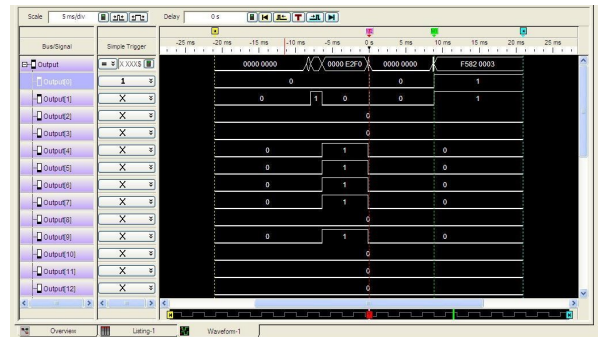 Scale 5 ms/div Delay 0 s
Bus/Signal Simple Trigger -25 ms -20 ms -15 ms -10 ms -5 ms 0 s 5 ms 10 ms 15 ms 20 ms 25 ms
Output = X XXX$ 0000 0000 0000 E2F0 0000 0000 F582 0003
Output[0] 1 0 0 1
Output[1] X 0 1 0 0 1
Output[2] X 0
Output[3] X 0
Output[4] X 0 1 0
Output[5] X 0 1 0
Output[6] X 0 1 0
Output[7] X 0 1 0
Output[8] X 0
Output[9] X 0 1 0
Output[10] X 0
Output[11] X 0
Output[12] X 0
Overview Listing-1 Waveform-1